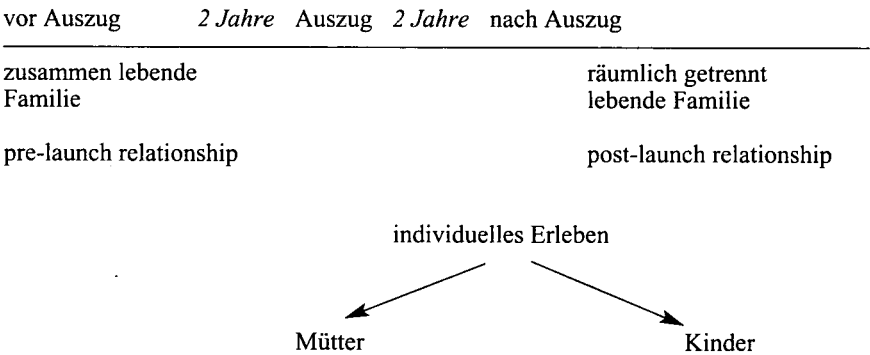 vor Auszug 2 Jahre Auszug 2 Jahre nach Auszug
zusammen lebende räumlich getrennt
Familie lebende Familie
pre-launch relationship post-launch relationship
individuelles Erleben
Mütter Kinder